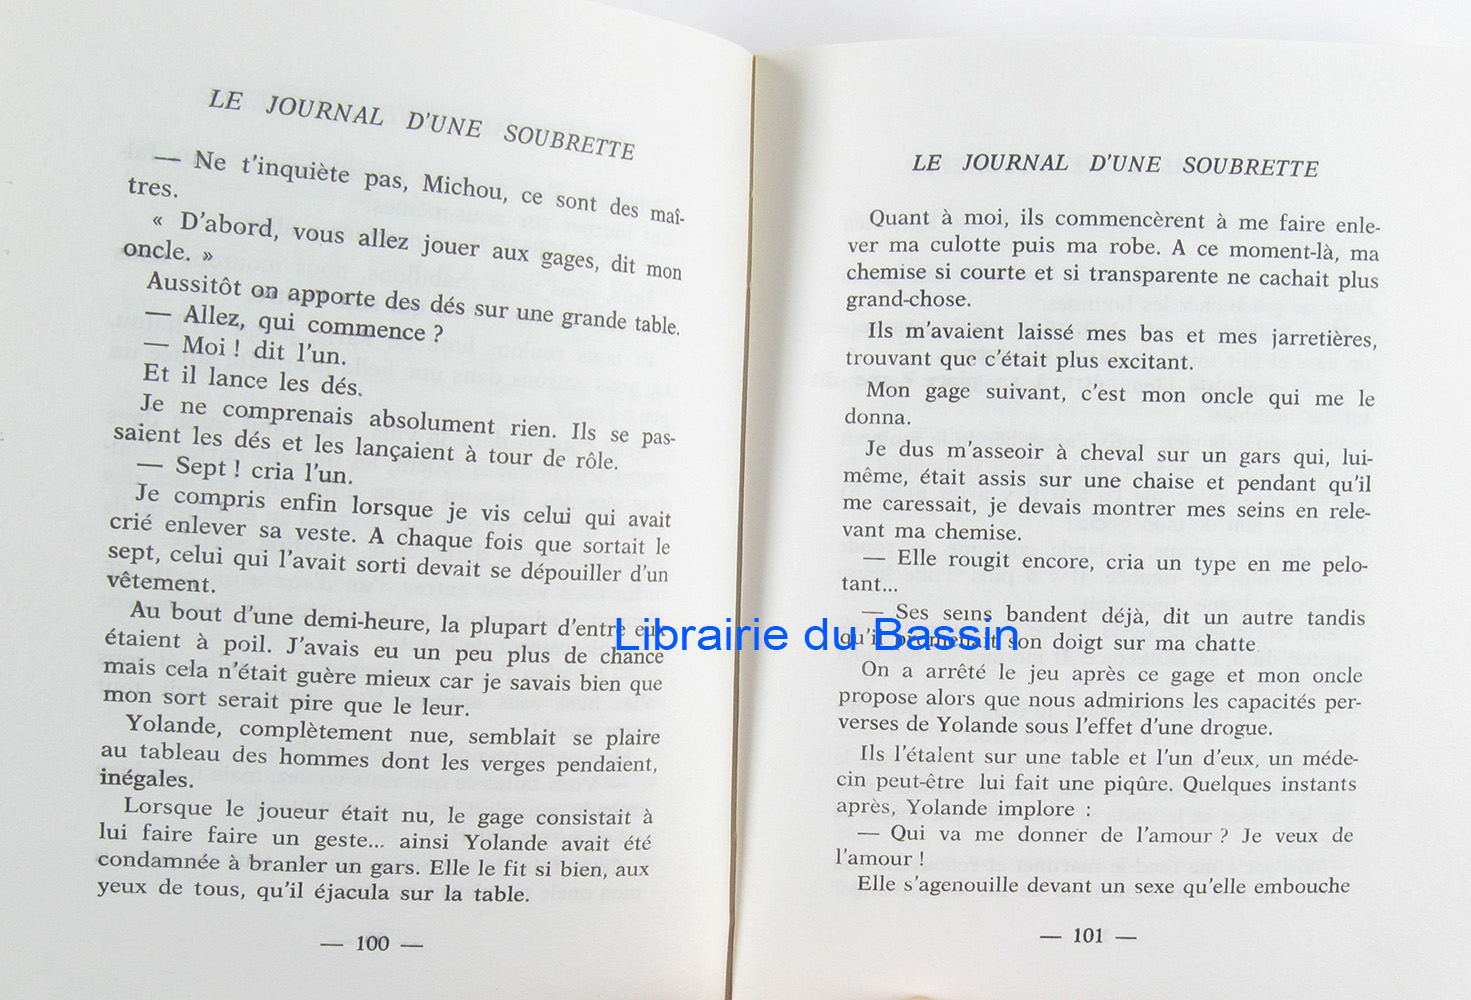 LE JOURNAL D'UNE SOUBRETTE
— Ne t'inquiète pas, Michou, ce sont des maî-
tres.
« D'abord, vous allez jouer aux gages, dit mon
oncle. »
Aussitôt on apporte des dés sur une grande table.
— Allez, qui commence ?
— Moi ! dit l'un.
Et il lance les dés.
Je ne comprenais absolument rien. Ils se pas-
saient les dés et les lançaient à tour de rôle.
— Sept ! cria l'un.
Je compris enfin lorsque je vis celui qui avait
crié enlever sa veste. A chaque fois que sortait le
sept, celui qui l'avait sorti devait se dépouiller d'un
vêtement.
Au bout d'une demi-heure, la plupart d'entre eux
étaient à poil. J'avais eu un peu plus de chance
mais cela n'était guère mieux car je savais bien que
mon sort serait pire que le leur.
Yolande, complètement nue, semblait se plaire
au tableau des hommes dont les verges pendaient,
inégales.
Lorsque le joueur était nu, le gage consistait à
lui faire faire un geste... ainsi Yolande avait été
condamnée à branler un gars. Elle le fit si bien, aux
yeux de tous, qu'il éjacula sur la table.
— 100 —
LE JOURNAL D'UNE SOUBRETTE
Quant à moi, ils commencèrent à me faire enle-
ver ma culotte puis ma robe. A ce moment-là, ma
chemise si courte et si transparente ne cachait plus
grand-chose.
Ils m'avaient laissé mes bas et mes jarretières,
trouvant que c'était plus excitant.
Mon gage suivant, c'est mon oncle qui me le
donna.
Je dus m'asseoir à cheval sur un gars qui, lui-
même, était assis sur une chaise et pendant qu'il
me caressait, je devais montrer mes seins en rele-
vant ma chemise.
— Elle rougit encore, cria un type en me pelo-
tant...
— Ses seins bandent déjà, dit un autre tandis
qu'il promenait son doigt sur ma chatte.
On a arrêté le jeu après ce gage et mon oncle
propose alors que nous admirions les capacités per-
verses de Yolande sous l'effet d'une drogue.
Ils l'étalent sur une table et l'un d'eux, un méde-
cin peut-être lui fait une piqûre. Quelques instants
après, Yolande implore :
— Qui va me donner de l'amour ? Je veux de
l'amour !
Elle s'agenouille devant un sexe qu'elle embouche
— 101 —
Librairie du Bassin